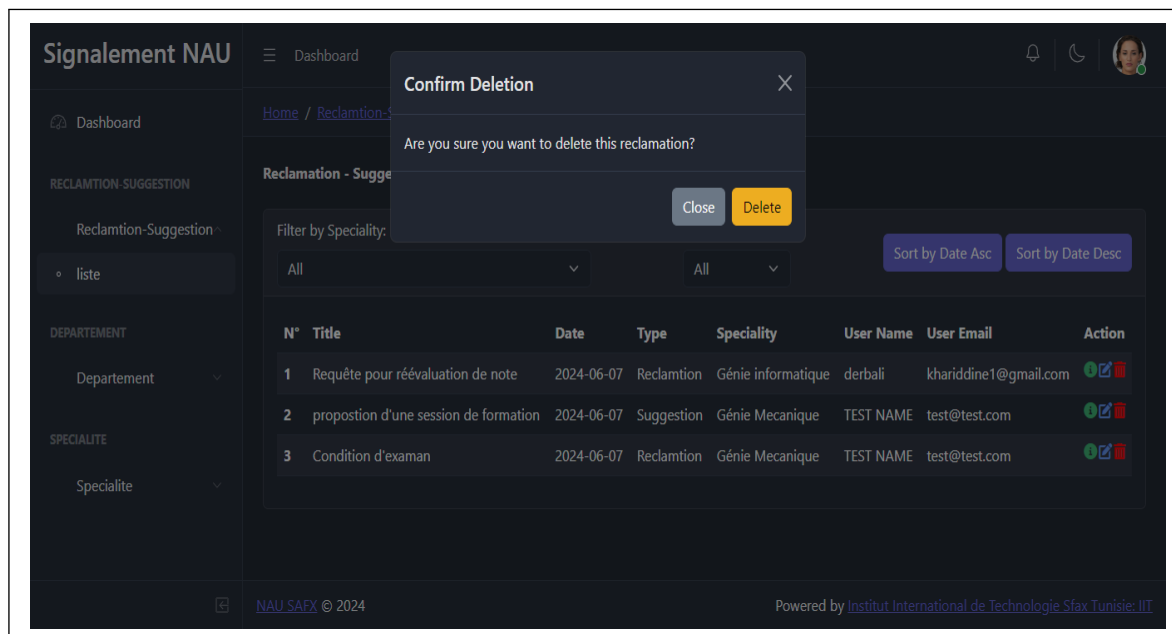 Signalement NAU
Dashboard
Confirm Deletion
Dashboard
Home / Reclamtion-S
Are you sure you want to delete this reclamation?
RECLAMTION-SUGGESTION
Reclamation - Sugge
Close Delete
Reclamtion-Suggestion
Filter by Speciality:
Sort by Date Asc Sort by Date Desc
liste
All All
DEPARTEMENT
N° Title Date Type Speciality User Name User Email Action
Departement
1 Requête pour réévaluation de note 2024-06-07 Reclamtion Génie informatique derbali khariddine1@gmail.com
2 propostion d'une session de formation 2024-06-07 Suggestion Génie Mecanique TEST NAME test@test.com
SPECIALITE
3 Condition d'examan 2024-06-07 Reclamtion Génie Mecanique TEST NAME test@test.com
Specialite
NAU SAFX © 2024 Powered by Institut International de Technologie Sfax Tunisie: IIT